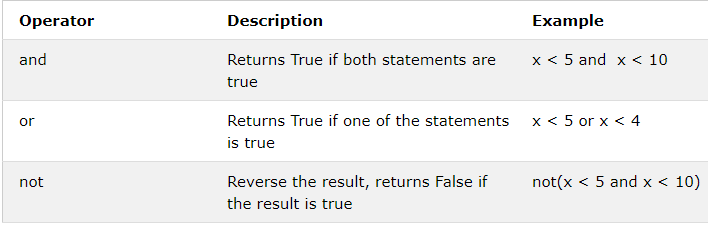 Operator Description Example
and Returns True if both statements are x < 5 and  x < 10
true
or Returns True if one of the statements x < 5 or x < 4
is true
not Reverse the result, returns False if not(x < 5 and x < 10)
the result is true